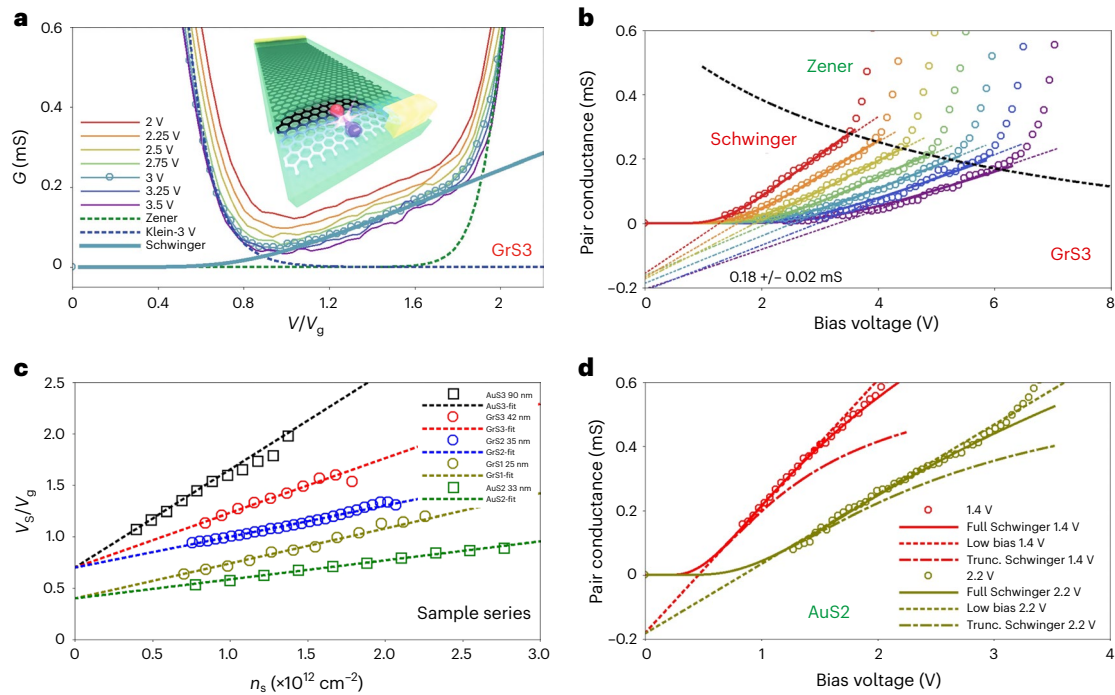 a
0.6
0.4
0.2
0
G (mS)
2 V
2.25 V
2.5 V
2.75 V
3 V
3.25 V
3.5 V
Zener
Klein-3 V
Schwinger
GrS3
0
0.4
0.8
1.2
1.6
2
V/Vg
b
0.6
0.4
0.2
0
−0.2
Pair conductance (mS)
Zener
Schwinger
0.18 +/− 0.02 mS
GrS3
0
2
4
6
8
Bias voltage (V)
c
2.5
2.0
1.5
1.0
0.5
0
VS/Vg
AuS3 90 nm
AuS3-fit
GrS3 42 nm
GrS3-fit
GrS2 35 nm
GrS2-fit
GrS1 25 nm
GrS1-fit
AuS2 33 nm
AuS2-fit
Sample series
0
0.5
1.0
1.5
2.0
2.5
3.0
ns (×10¹² cm⁻²)
d
0.6
0.4
0.2
0
−0.2
Pair conductance (mS)
AuS2
1.4 V
Full Schwinger 1.4 V
Low bias 1.4 V
Trunc. Schwinger 1.4 V
2.2 V
Full Schwinger 2.2 V
Low bias 2.2 V
Trunc. Schwinger 2.2 V
0
1
2
3
4
Bias voltage (V)